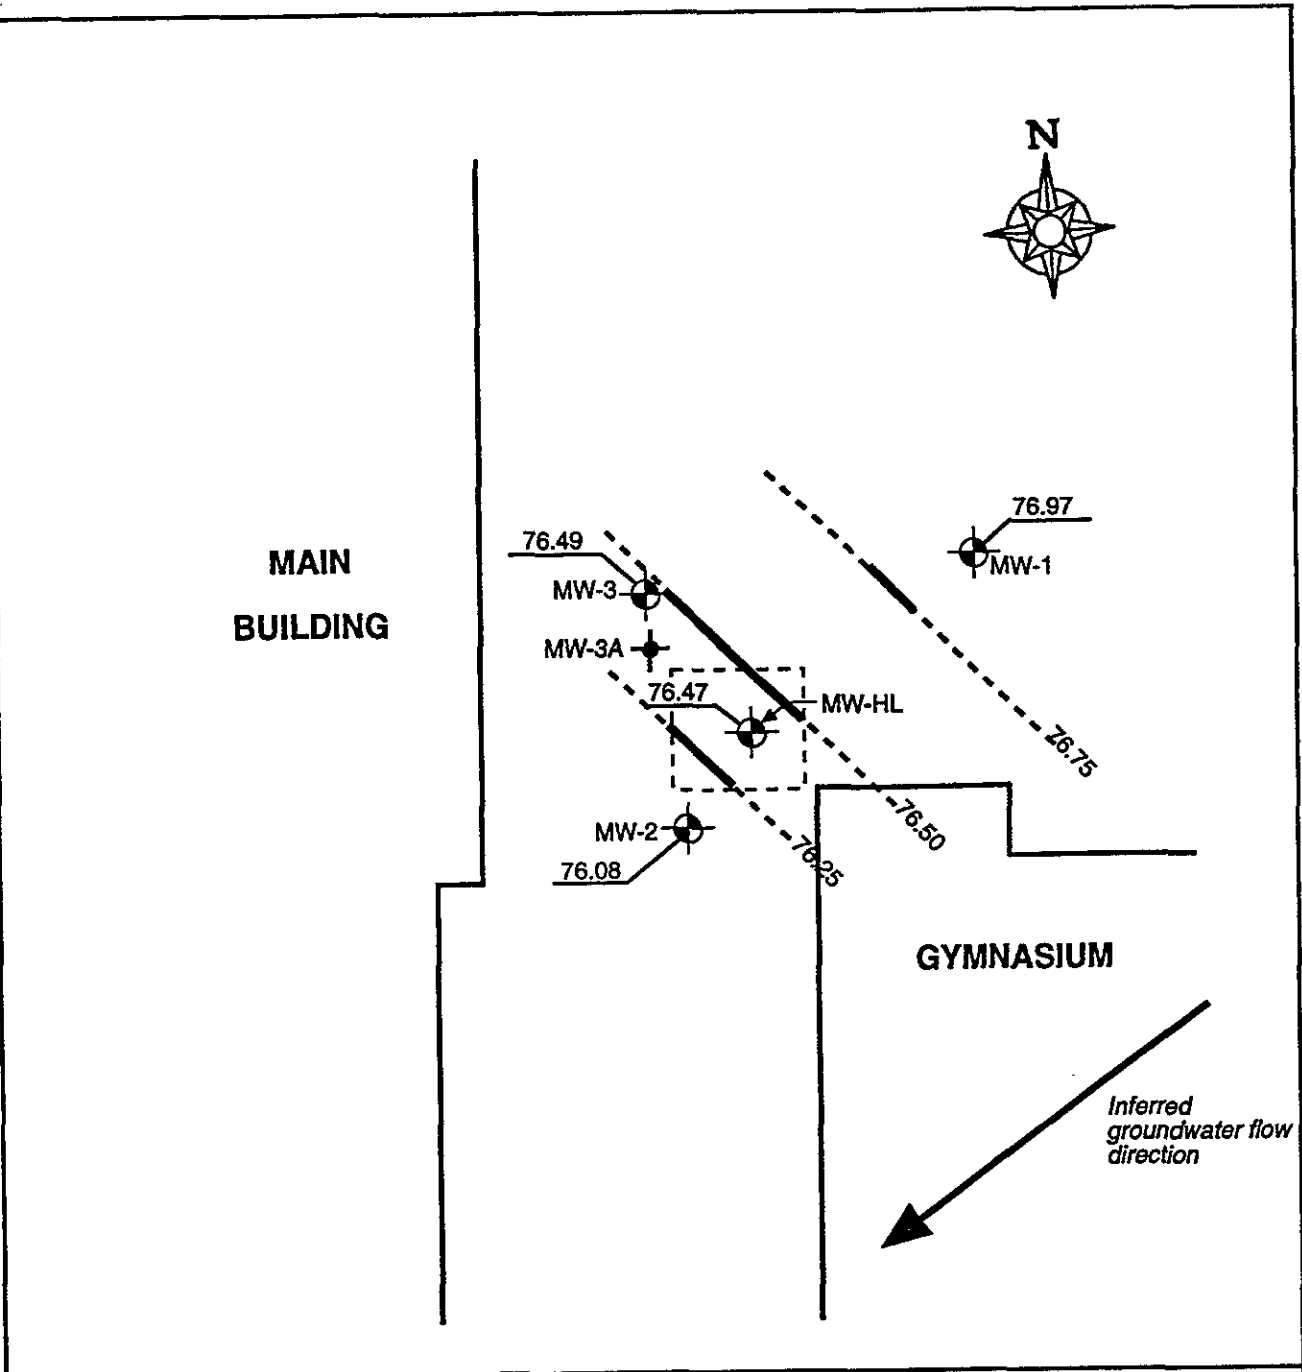 N
76.97
MW-1
76.49
MW-3
MAIN
BUILDING
MW-3A
76.47
MW-HL
76.75
76.50
MW-2
76.25
76.08
GYMNASIUM
Inferred
groundwater flow
direction